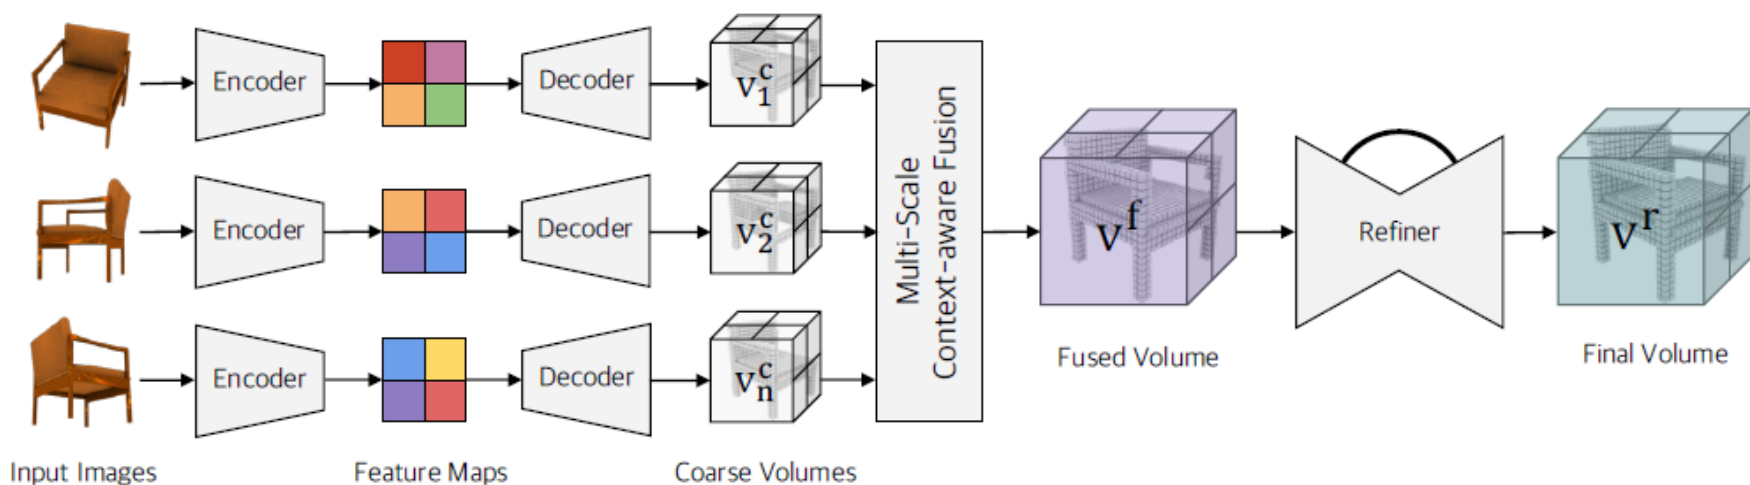 Encoder
Decoder
v₁ᶜ
Encoder
Decoder
v₂ᶜ
Encoder
Decoder
vₙᶜ
Multi-Scale
Context-aware Fusion
vᶠ
Refiner
vʳ
Input Images
Feature Maps
Coarse Volumes
Fused Volume
Final Volume